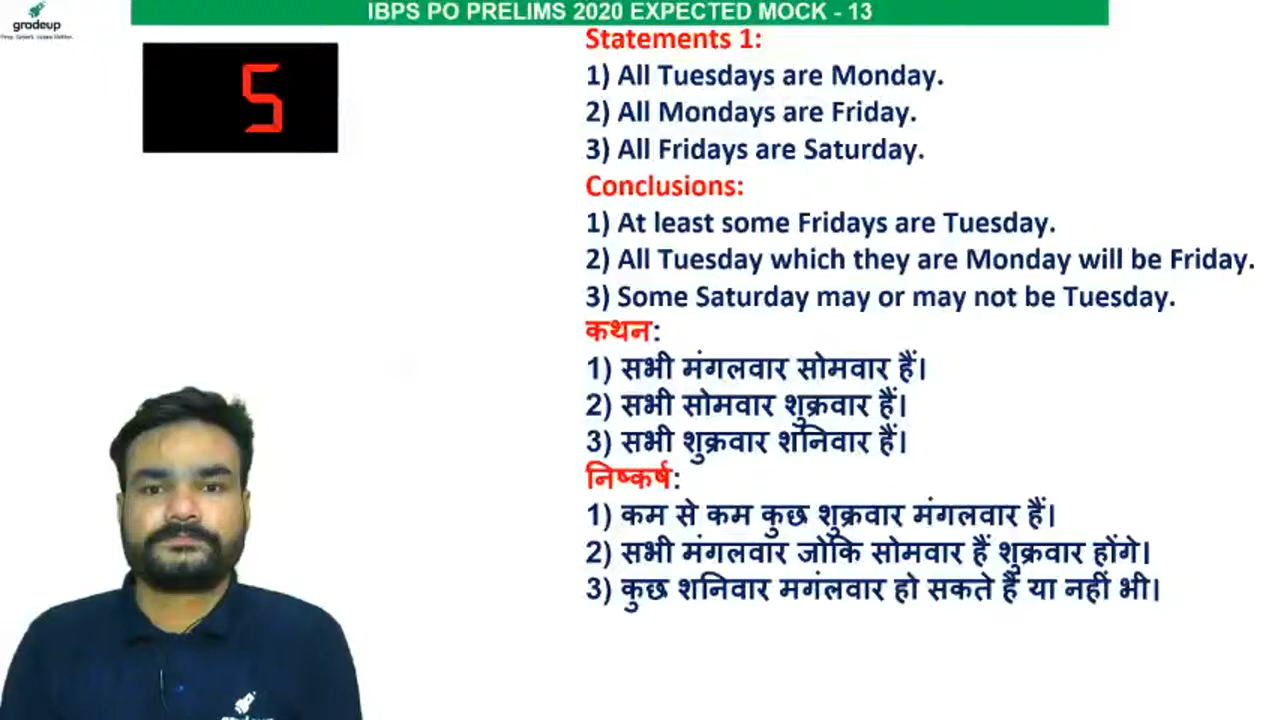 gradeup
IBPS PO PRELIMS 2020 EXPECTED MOCK - 13
5
Statements 1:
1) All Tuesdays are Monday.
2) All Mondays are Friday.
3) All Fridays are Saturday.
Conclusions:
1) At least some Fridays are Tuesday.
2) All Tuesday which they are Monday will be Friday.
3) Some Saturday may or may not be Tuesday.
कथन:
1) सभी मंगलवार सोमवार हैं।
2) सभी सोमवार शुक्रवार हैं।
3) सभी शुक्रवार शनिवार हैं।
निष्कर्ष:
1) कम से कम कुछ शुक्रवार मंगलवार हैं।
2) सभी मंगलवार जोकि सोमवार हैं शुक्रवार होंगे।
3) कुछ शनिवार मगंलवार हो सकते हैं या नहीं भी।
gradeup